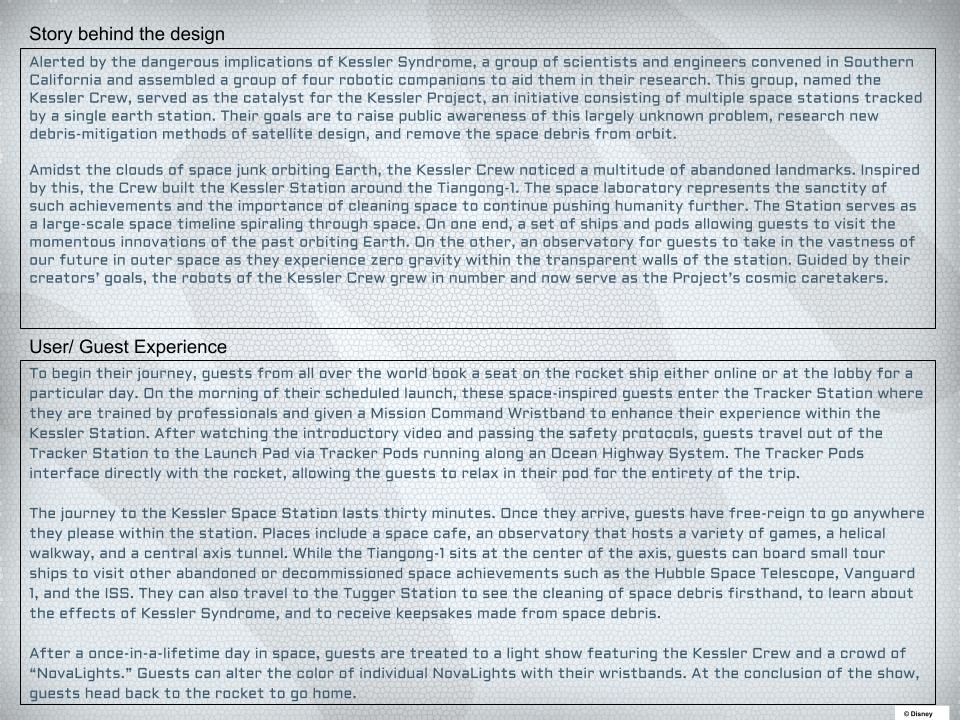 Story behind the design
Alerted by the dangerous implications of Kessler Syndrome, a group of scientists and engineers convened in Southern
California and assembled a group of four robotic companions to aid them in their research. This group, named the
Kessler Crew, served as the catalyst for the Kessler Project, an initiative consisting of multiple space stations tracked
by a single earth station. Their goals are to raise public awareness of this largely unknown problem, research new
debris-mitigation methods of satellite design, and remove the space debris from orbit.
Amidst the clouds of space junk orbiting Earth, the Kessler Crew noticed a multitude of abandoned landmarks. Inspired
by this, the Crew built the Kessler Station around the Tiangong-1. The space laboratory represents the sanctity of
such achievements and the importance of cleaning space to continue pushing humanity further. The Station serves as
a large-scale space timeline spiraling through space. On one end, a set of ships and pods allowing guests to visit the
momentous innovations of the past orbiting Earth. On the other, an observatory for guests to take in the vastness of
our future in outer space as they experience zero gravity within the transparent walls of the station. Guided by their
creators' goals, the robots of the Kessler Crew grew in number and now serve as the Project's cosmic caretakers.
User/ Guest Experience
To begin their journey, guests from all over the world book a seat on the rocket ship either online or at the lobby for a
particular day. On the morning of their scheduled launch, these space-inspired guests enter the Tracker Station where
they are trained by professionals and given a Mission Command Wristband to enhance their experience within the
Kessler Station. After watching the introductory video and passing the safety protocols, guests travel out of the
Tracker Station to the Launch Pad via Tracker Pods running along an Ocean Highway System. The Tracker Pods
interface directly with the rocket, allowing the guests to relax in their pod for the entirety of the trip.
The journey to the Kessler Space Station lasts thirty minutes. Once they arrive, guests have free-reign to go anywhere
they please within the station. Places include a space cafe, an observatory that hosts a variety of games, a helical
walkway, and a central axis tunnel. While the Tiangong-1 sits at the center of the axis, guests can board small tour
ships to visit other abandoned or decommissioned space achievements such as the Hubble Space Telescope, Vanguard
1, and the ISS. They can also travel to the Tugger Station to see the cleaning of space debris firsthand, to learn about
the effects of Kessler Syndrome, and to receive keepsakes made from space debris.
After a once-in-a-lifetime day in space, guests are treated to a light show featuring the Kessler Crew and a crowd of
“NovaLights.” Guests can alter the color of individual NovaLights with their wristbands. At the conclusion of the show,
guests head back to the rocket to go home.
© Disney